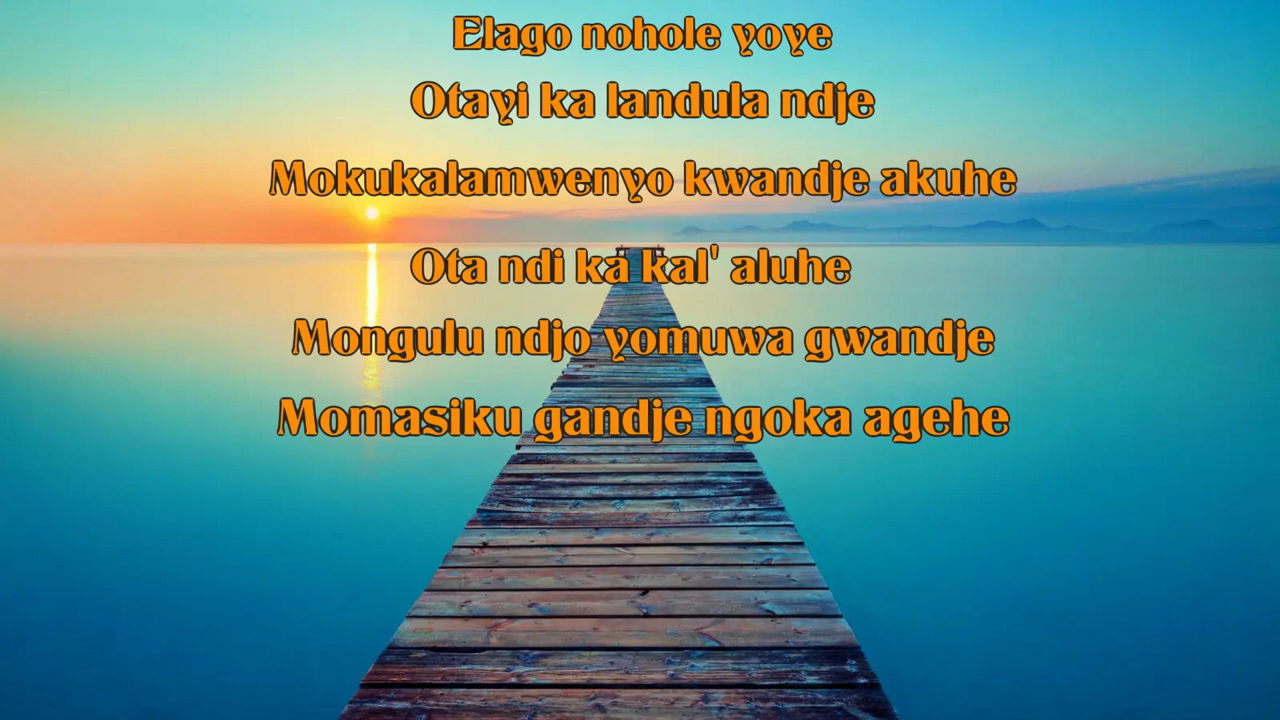 Elago nohole yoye
Otayi ka landula ndje
Mokukalamwenyo kwandje akuhe
Ota ndi ka kal' aluhe
Mongulu ndjo yomuwa gwandje
Momasiku gandje ngoka agehe